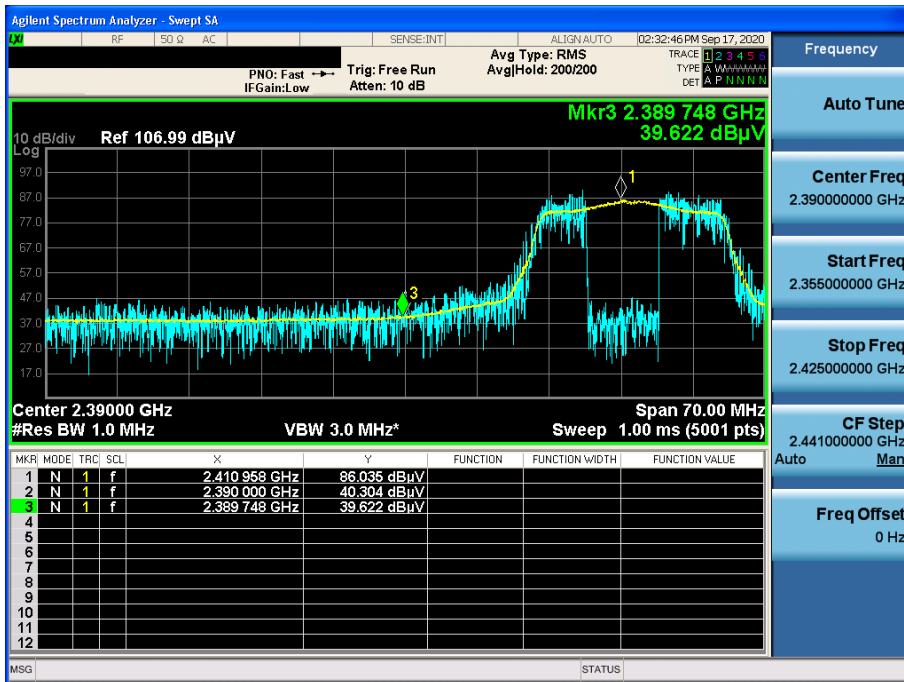 Agilent Spectrum Analyzer - Swept SA
LXI RF 50 Ω AC SENSE:INT ALIGN AUTO 02:32:46 PM Sep 17, 2020
PNO: Fast
IFGain:Low
Trig: Free Run
Atten: 10 dB
Avg Type: RMS
Avg|Hold: 200/200
TRACE 1 2 3 4 5 6
TYPE A WWWWW
DET A P N N N N
Mkr3 2.389 748 GHz
39.622 dBµV
10 dB/div Ref 106.99 dBµV
Log
97.0
87.0
77.0
67.0
57.0
47.0
37.0
27.0
17.0
1
3
Center 2.39000 GHz Span 70.00 MHz
#Res BW 1.0 MHz VBW 3.0 MHz* Sweep 1.00 ms (5001 pts)
MKR MODE TRC SCL X Y FUNCTION FUNCTION WIDTH FUNCTION VALUE
1 N 1 f 2.410 958 GHz 86.035 dBµV
2 N 1 f 2.390 000 GHz 40.304 dBµV
3 N 1 f 2.389 748 GHz 39.622 dBµV
4
5
6
7
8
9
10
11
12
MSG STATUS
Frequency
Auto Tune
Center Freq
2.390000000 GHz
Start Freq
2.355000000 GHz
Stop Freq
2.425000000 GHz
CF Step
2.441000000 GHz
Auto Man
Freq Offset
0 Hz